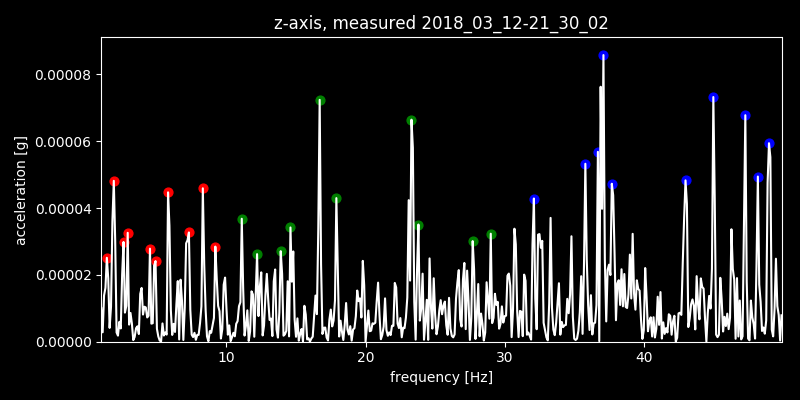 z-axis, measured 2018_03_12-21_30_02
0.00008
0.00006
0.00004
0.00002
0.00000
acceleration [g]
10 20 30 40
frequency [Hz]